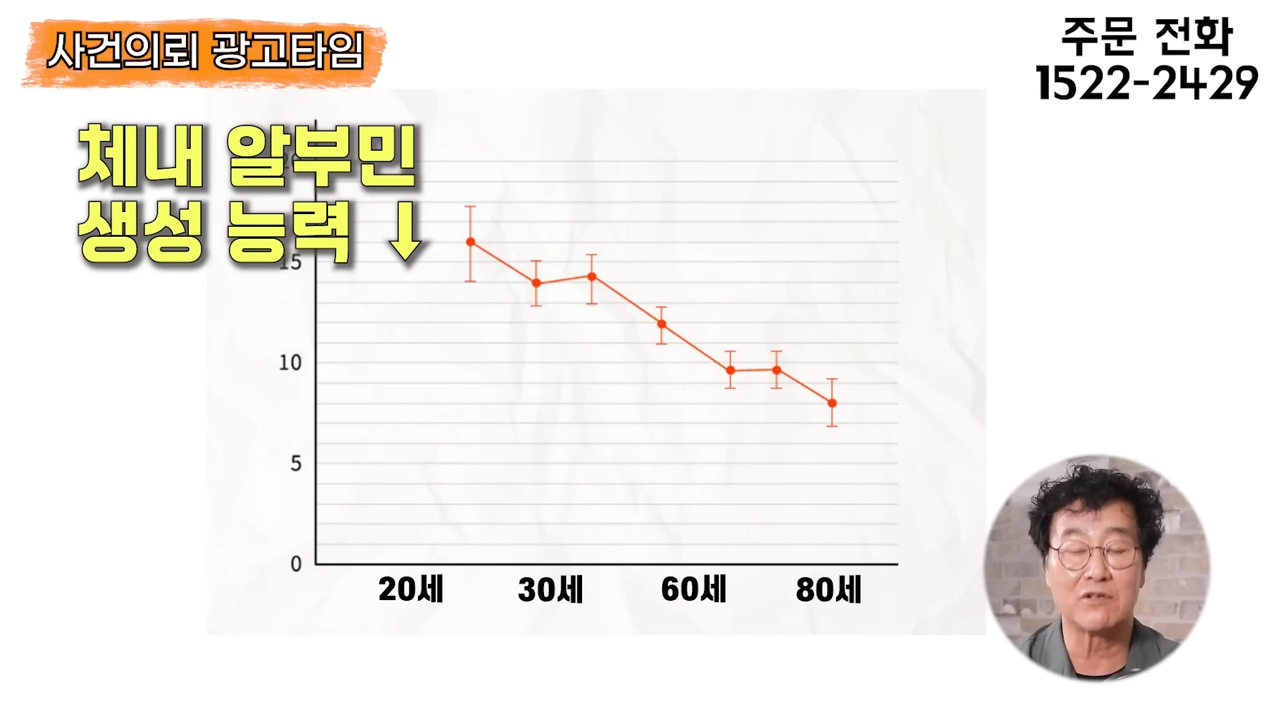 사건의뢰 광고타임
주문 전화
1522-2429
체내 알부민
생성 능력 ↓
15
10
5
0
20세 30세 60세 80세